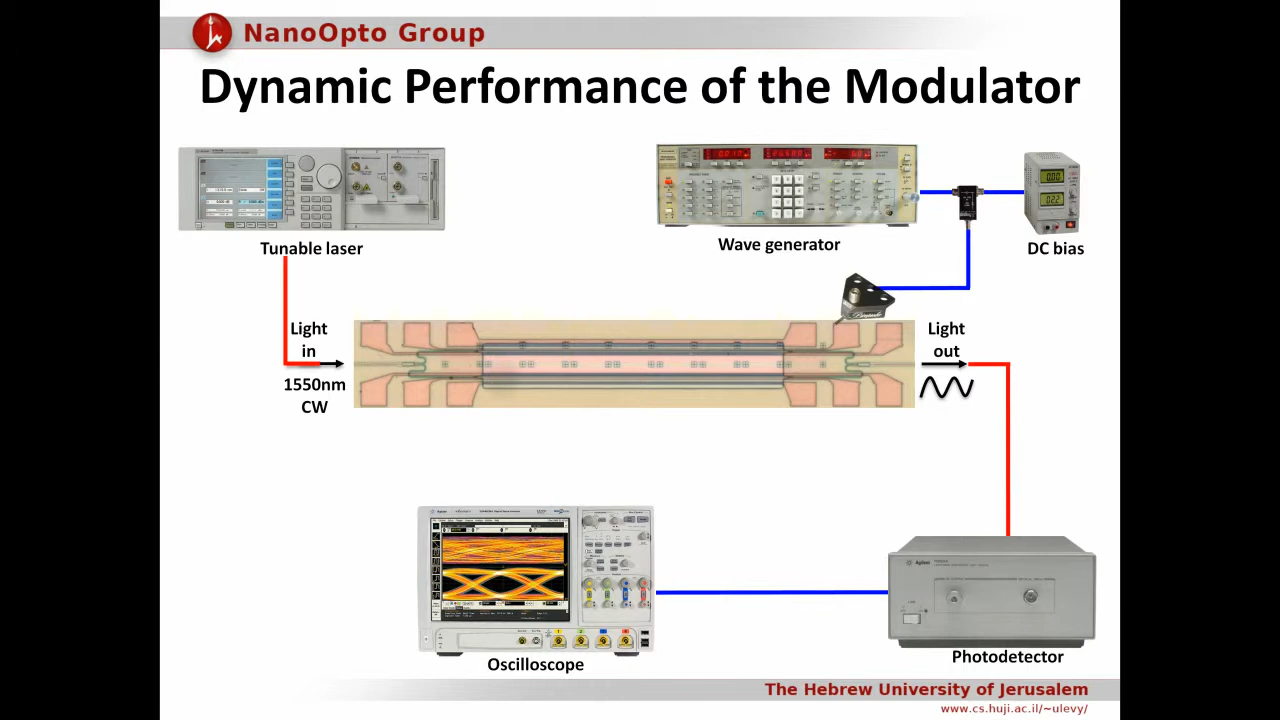 NanoOpto Group
Dynamic Performance of the Modulator
Tunable laser
Wave generator
DC bias
Light
in
1550nm
CW
Light
out
Agilent
Oscilloscope
Photodetector
The Hebrew University of Jerusalem
www.cs.huji.ac.il/~ulevy/